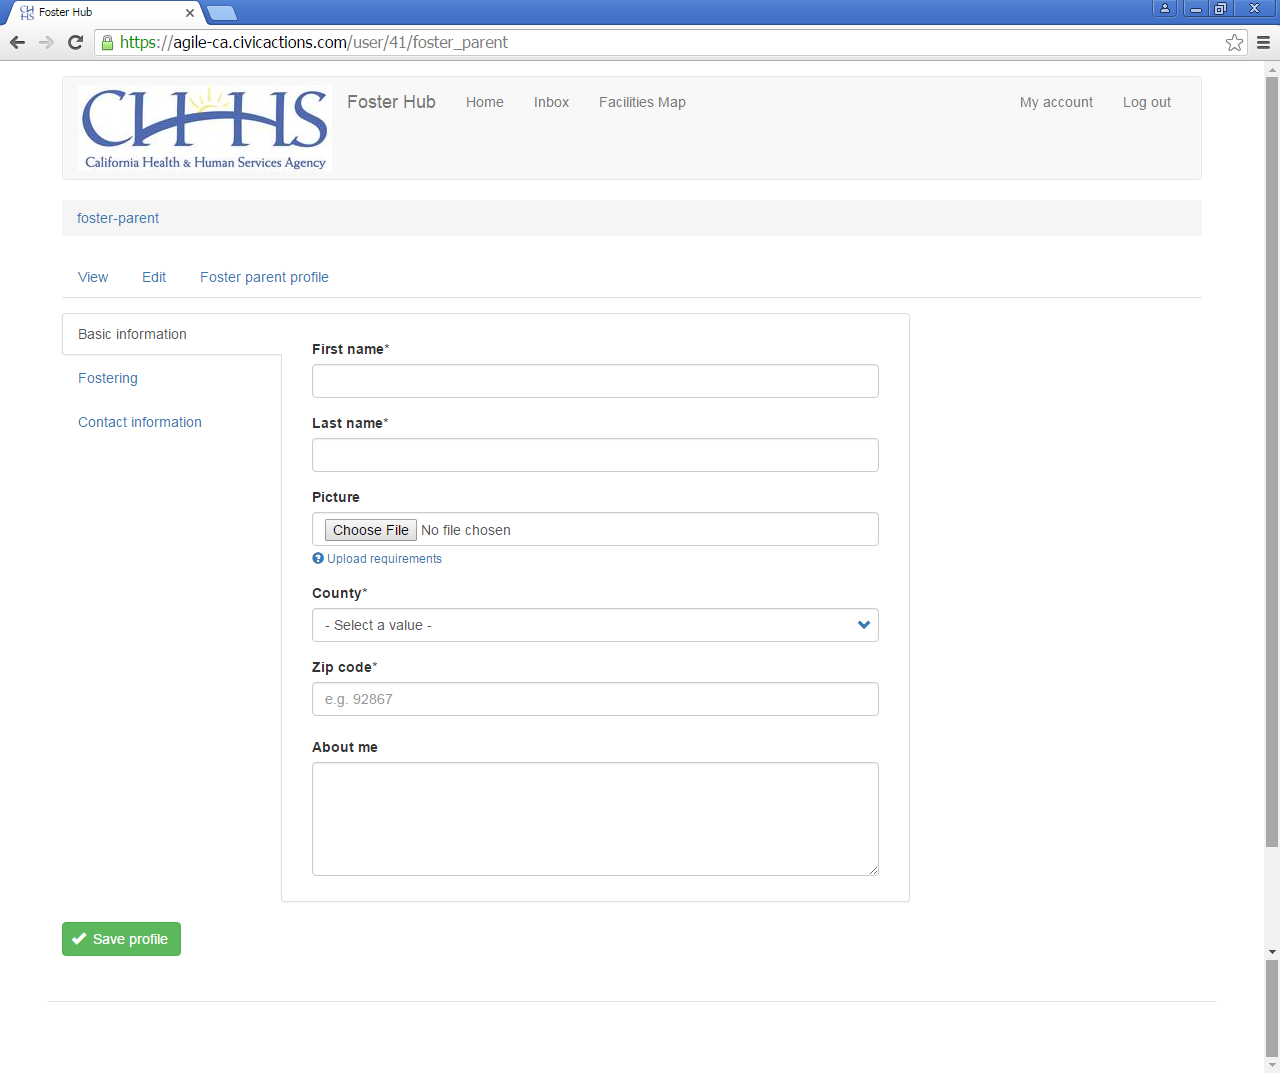 Foster Hub
https://agile-ca.civicactions.com/user/41/foster_parent
CHHS
California Health & Human Services Agency
Foster Hub
Home
Inbox
Facilities Map
My account
Log out
foster-parent
View
Edit
Foster parent profile
Basic information
Fostering
Contact information
First name*
Last name*
Picture
Choose File No file chosen
Upload requirements
County*
- Select a value -
Zip code*
e.g. 92867
About me
Save profile